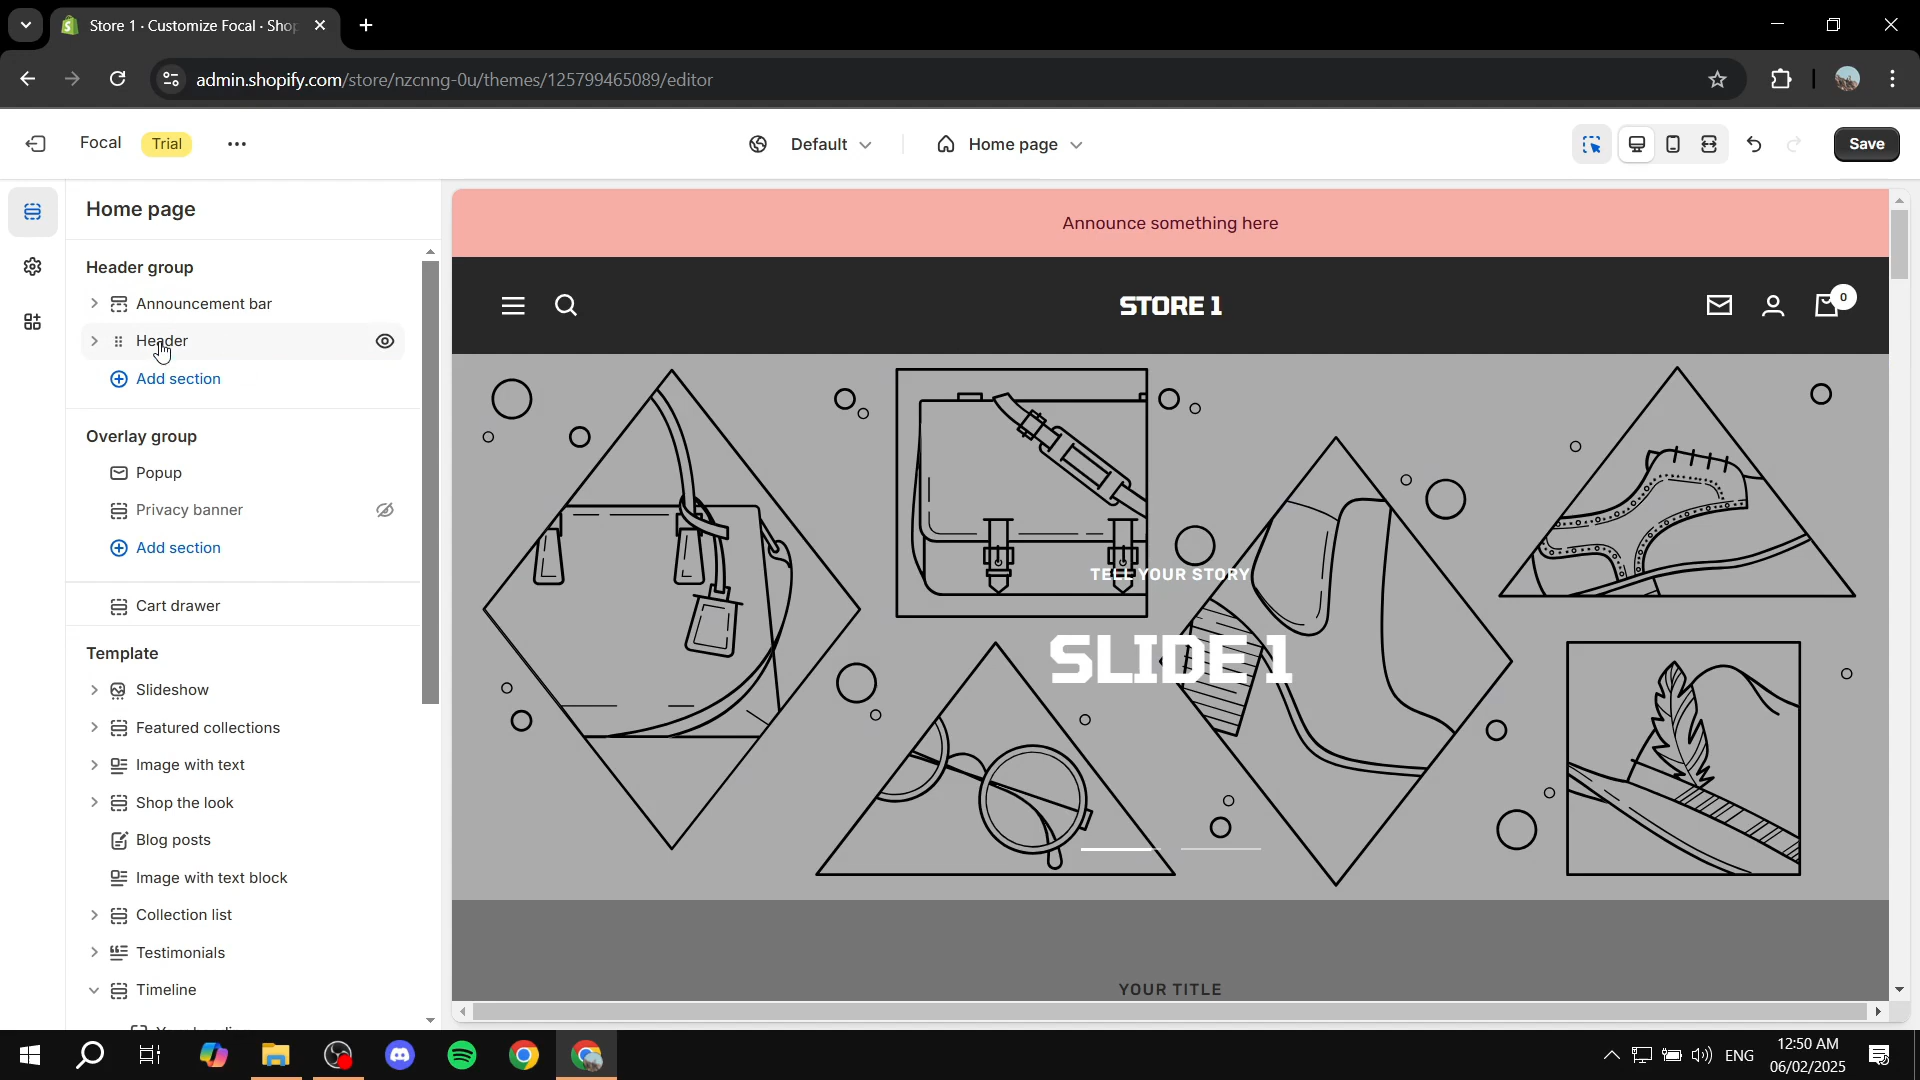 Store 1 · Customize Focal · Shop
admin.shopify.com/store/nzcnng-0u/themes/125799465089/editor
Focal
Trial
Default
Home page
Save
Home page
Header group
Announcement bar
Header
Add section
Overlay group
Popup
Privacy banner
Add section
Cart drawer
Template
Slideshow
Featured collections
Image with text
Shop the look
Blog posts
Image with text block
Collection list
Testimonials
Timeline
Announce something here
STORE 1
0
TELL YOUR STORY
SLIDE 1
YOUR TITLE
ENG
12:50 AM
06/02/2025